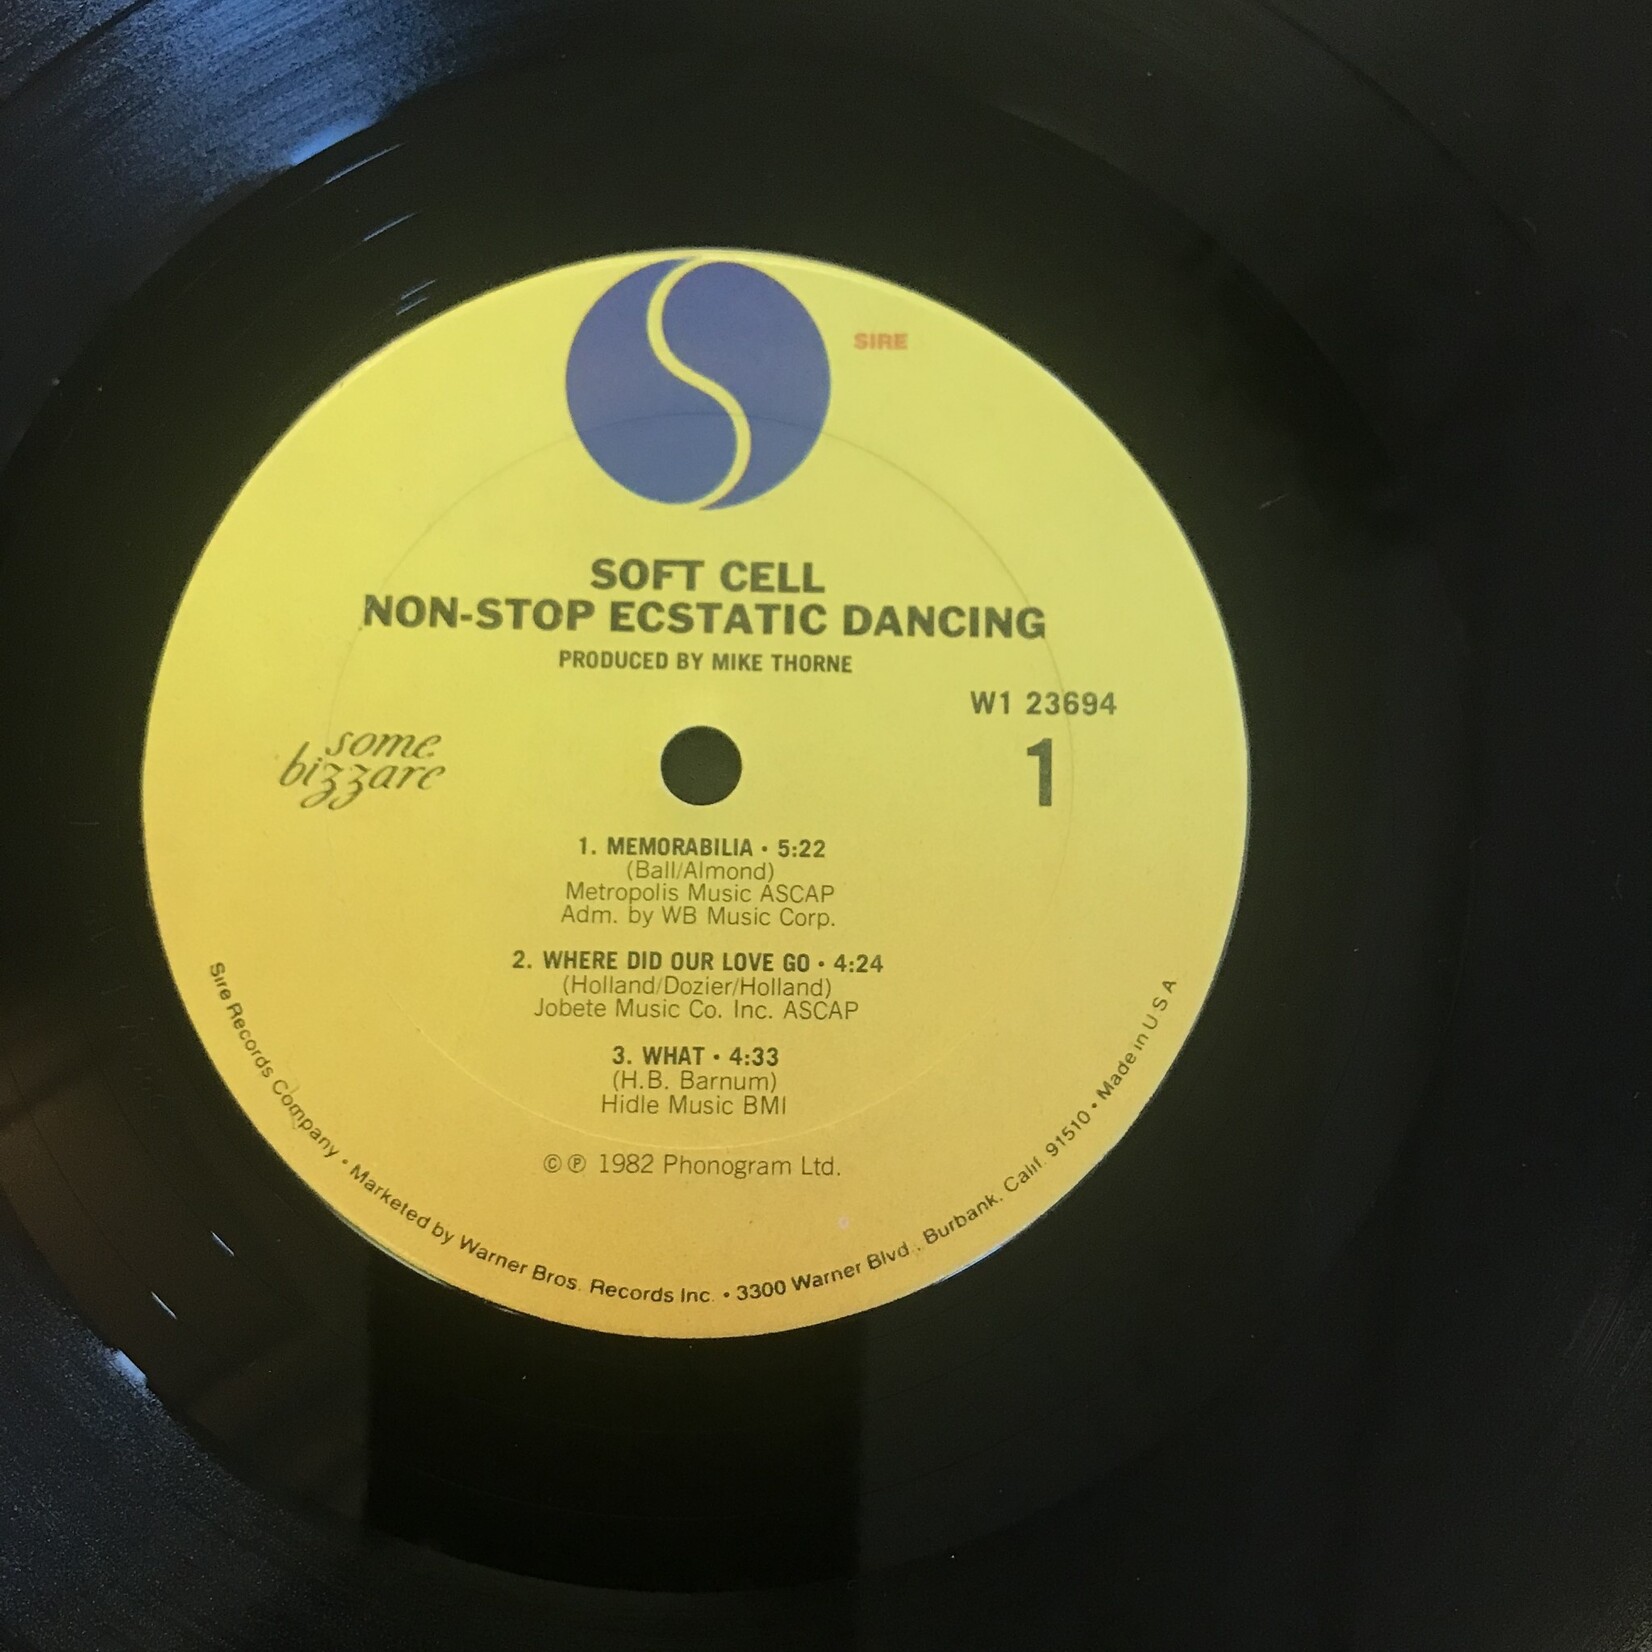 SIRE
SOFT CELL
NON-STOP ECSTATIC DANCING
PRODUCED BY MIKE THORNE
W1 23694
some
bizzare
1
1. MEMORABILIA • 5:22
(Ball/Almond)
Metropolis Music ASCAP
Adm. by WB Music Corp.
2. WHERE DID OUR LOVE GO • 4:24
(Holland/Dozier/Holland)
Jobete Music Co. Inc. ASCAP
3. WHAT • 4:33
(H.B. Barnum)
Hidle Music BMI
©℗ 1982 Phonogram Ltd.
Sire Records Company • Marketed by Warner Bros. Records Inc. • 3300 Warner Blvd., Burbank, Calif. 91510 • Made in U S A